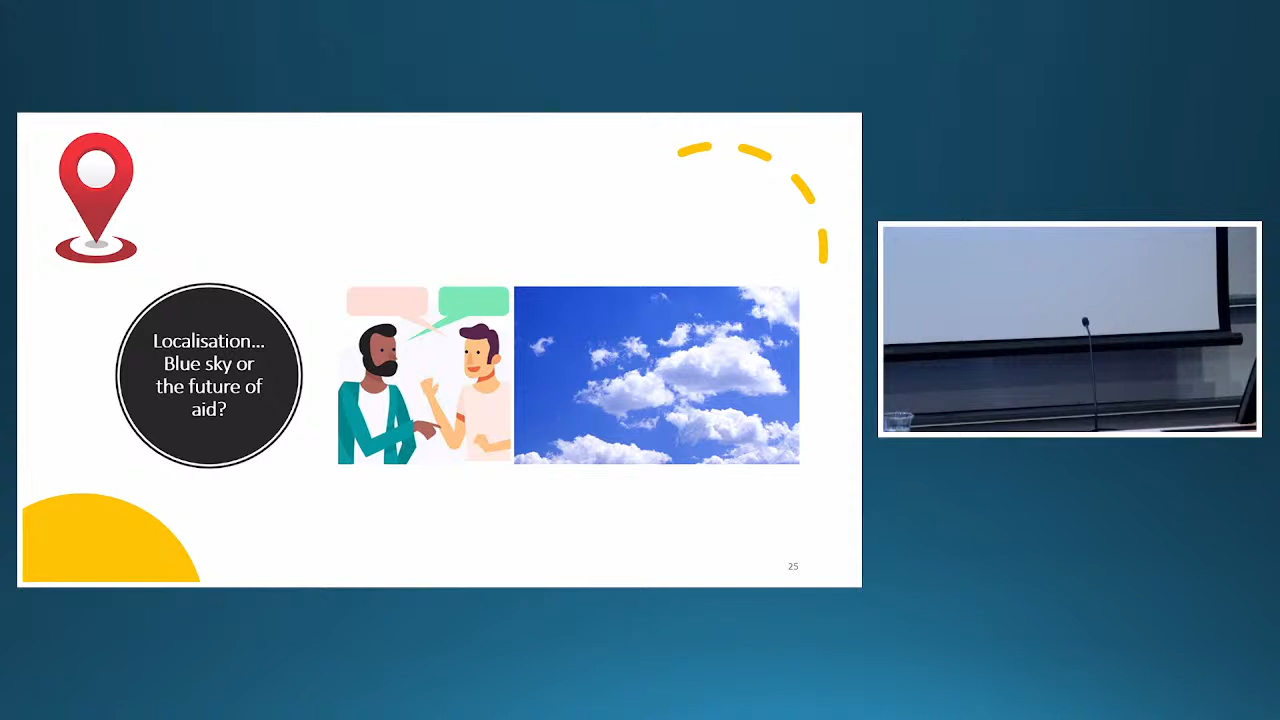 Localisation...
Blue sky or
the future of
aid?
25